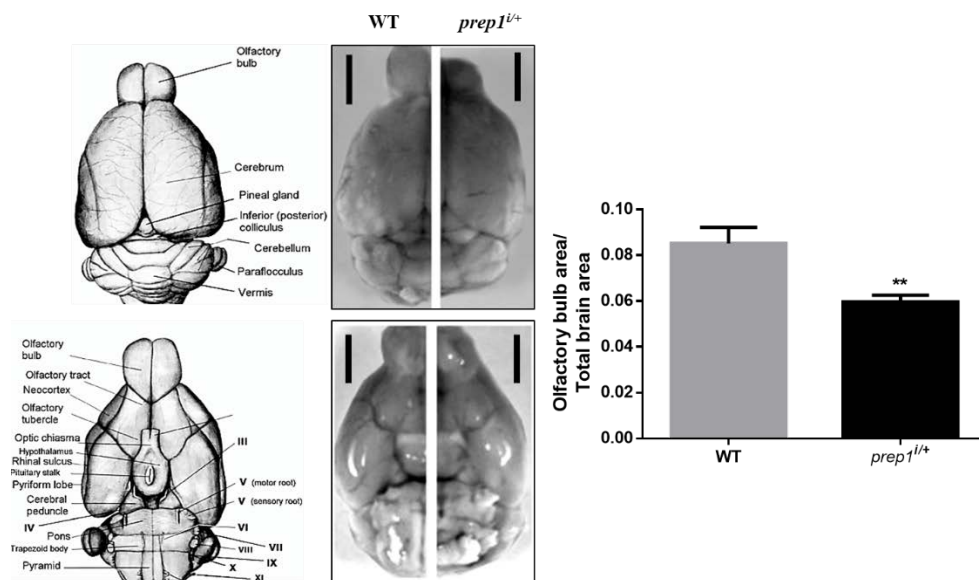 WT prep1i/+
Olfactory
bulb
Cerebrum
Pineal gland
Inferior (posterior)
colliculus
Cerebellum
Paraflocculus
Vermis
Olfactory
bulb
Olfactory tract
Neocortex
Olfactory
tubercle
Optic chiasma
Hypothalamus
Rhinal sulcus
Pituitary stalk
Pyriform lobe
Cerebral
peduncle
IV
Pons
Trapezoid body
Pyramid
III
V (motor root)
V (sensory root)
VI
VII
VIII
IX
X
XI
Olfactory bulb area/
Total brain area
0.10
0.08
0.06
0.04
0.02
0.00
**
WT
prep1i/+